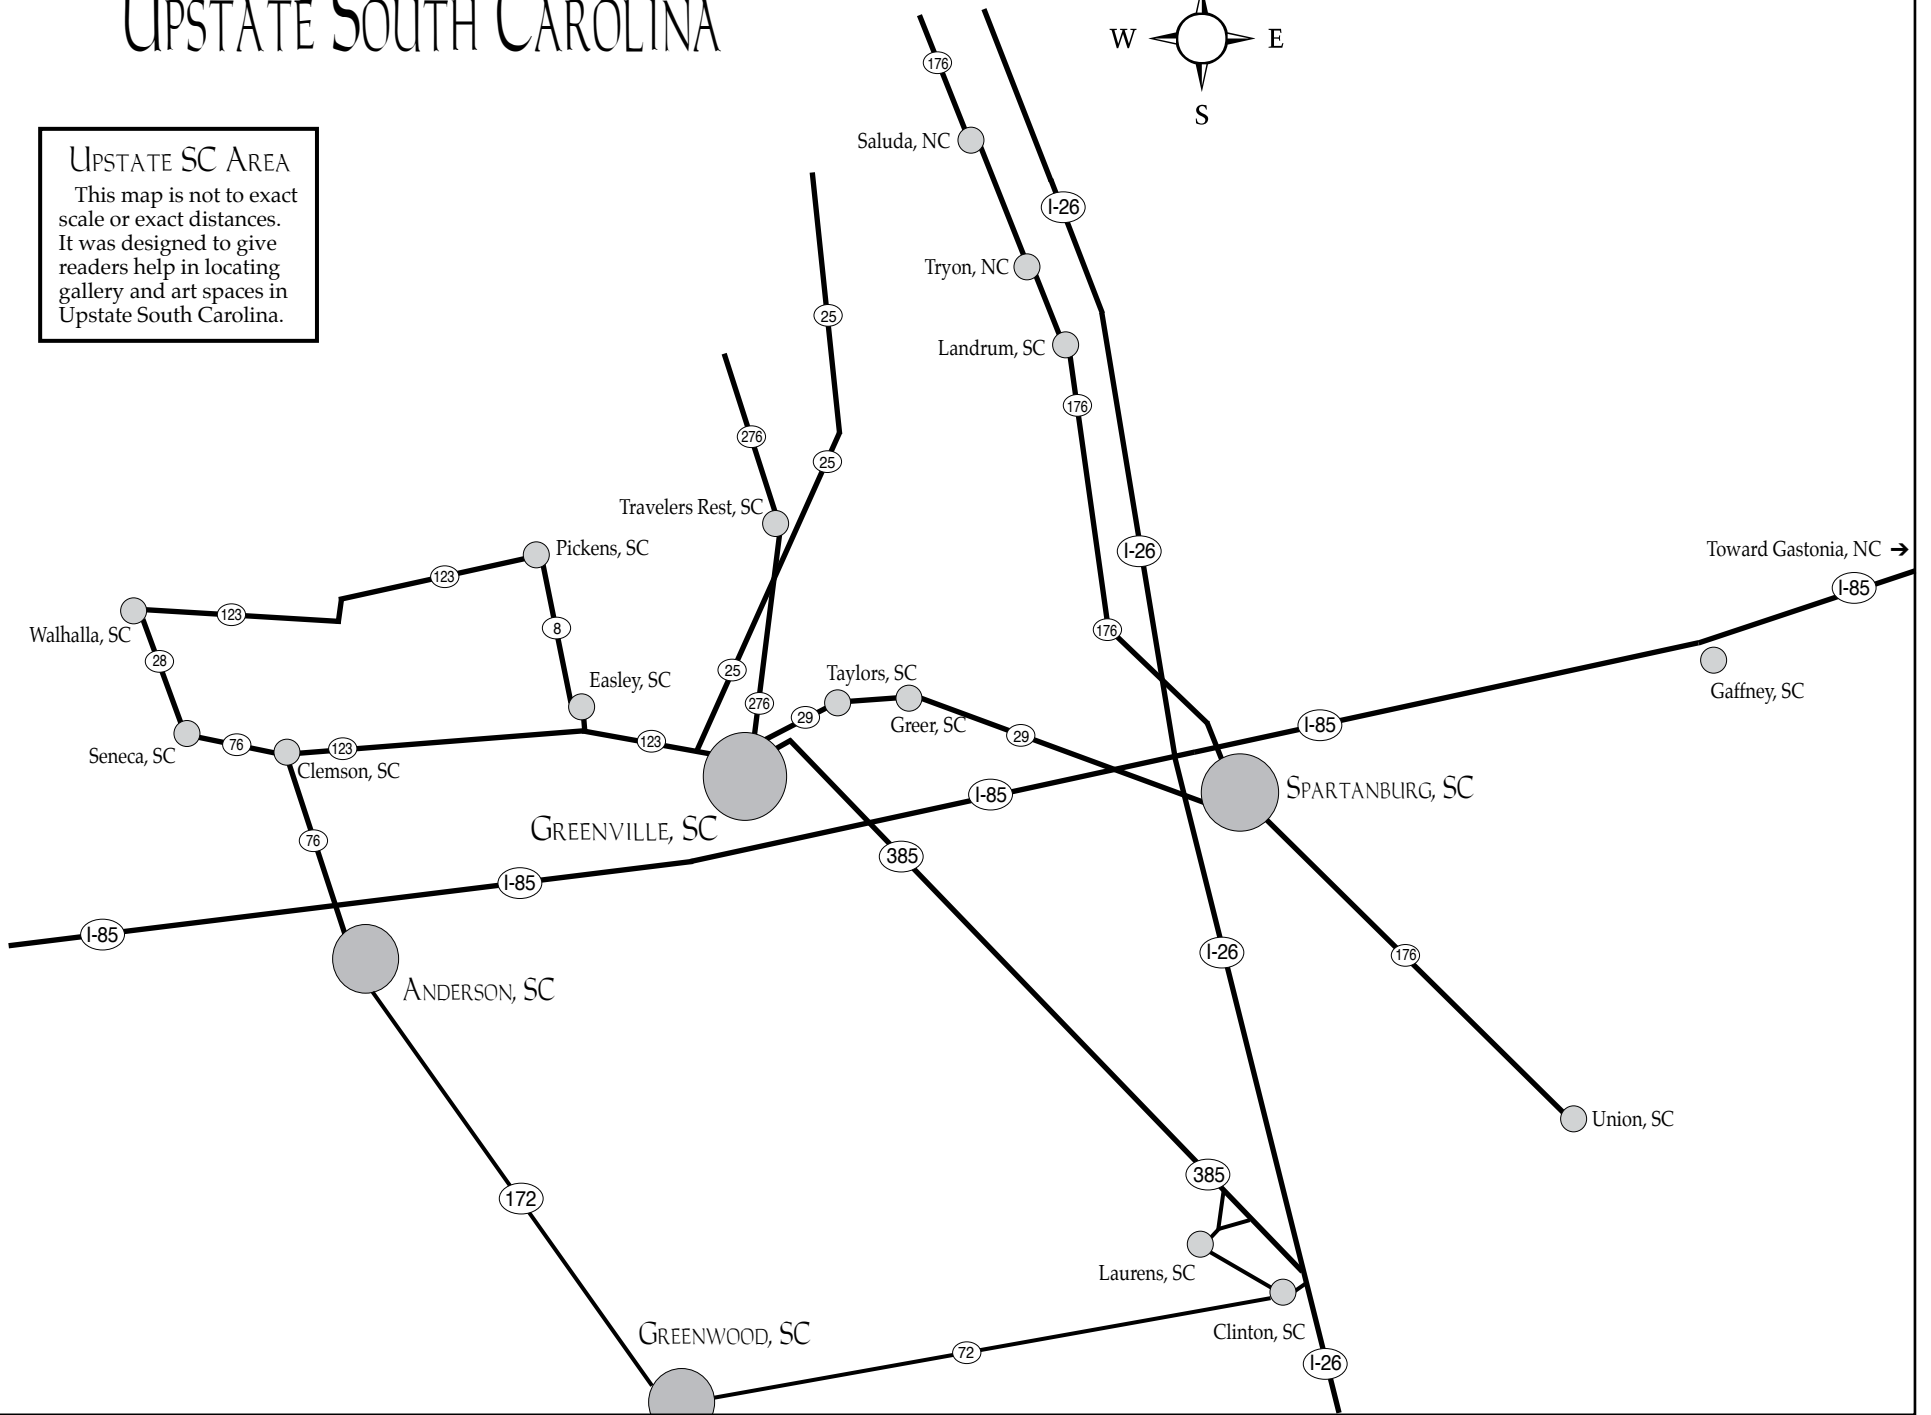 UPSTATE SOUTH CAROLINA
W E
S
176
Saluda, NC
UPSTATE SC AREA
This map is not to exact
scale or exact distances.
It was designed to give
readers help in locating
gallery and art spaces in
Upstate South Carolina.
I-26
Tryon, NC
25
Landrum, SC
176
276
25
Travelers Rest, SC
Pickens, SC
I-26
Toward Gastonia, NC ➔
123
I-85
123
Walhalla, SC
8
176
28
25
Easley, SC
Taylors, SC
Gaffney, SC
276
29
Greer, SC
I-85
29
Seneca, SC
76
123
123
Clemson, SC
SPARTANBURG, SC
I-85
GREENVILLE, SC
76
385
I-85
I-85
I-26
176
ANDERSON, SC
Union, SC
385
172
Laurens, SC
GREENWOOD, SC
Clinton, SC
72
I-26